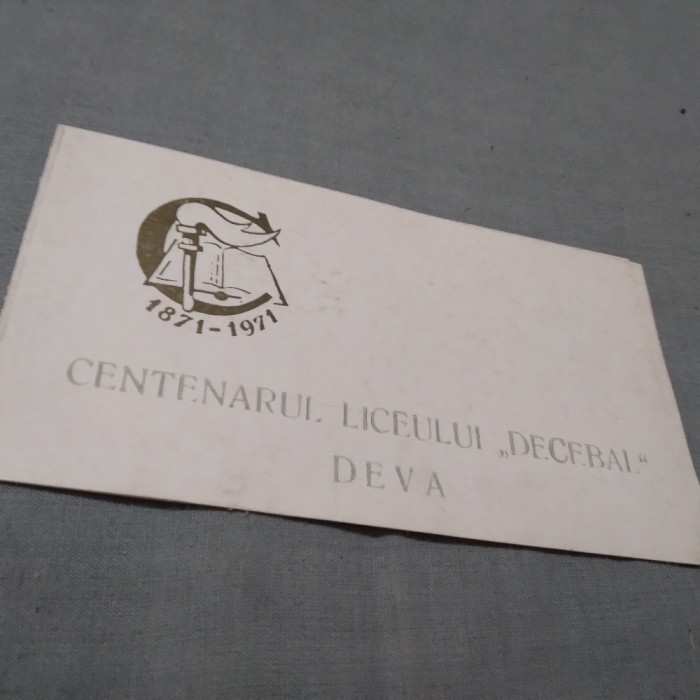 1871-1971
CENTENARUL LICEULUI „DECEBAL“
DEVA